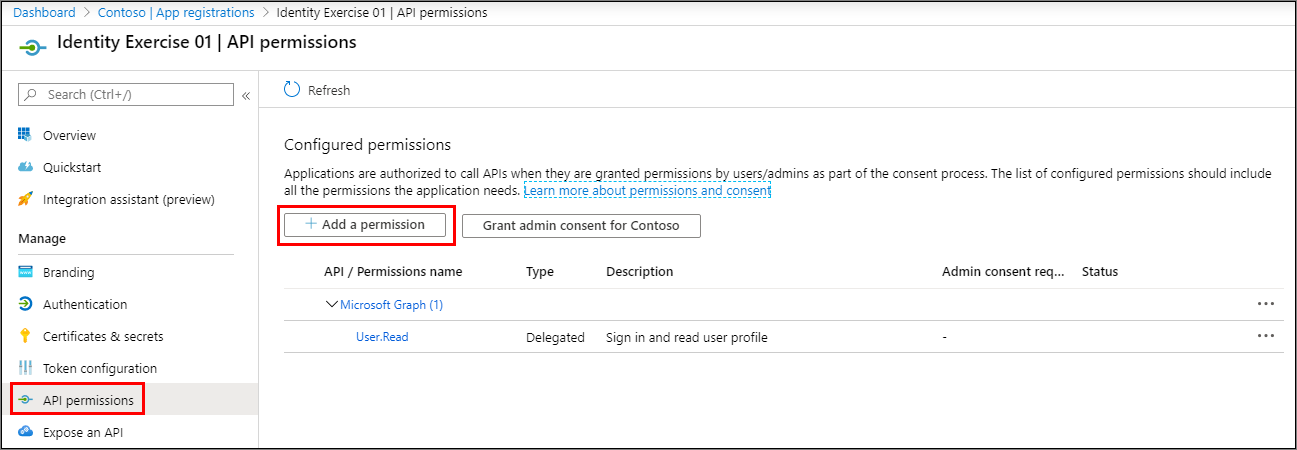 Dashboard > Contoso | App registrations > Identity Exercise 01 | API permissions
Identity Exercise 01 | API permissions
Search (Ctrl+/)
«
Refresh
Overview
Quickstart
Integration assistant (preview)
Manage
Branding
Authentication
Certificates & secrets
Token configuration
API permissions
Expose an API
Configured permissions
Applications are authorized to call APIs when they are granted permissions by users/admins as part of the consent process. The list of configured permissions should include
all the permissions the application needs. Learn more about permissions and consent
+ Add a permission Grant admin consent for Contoso
API / Permissions name Type Description Admin consent req... Status
Microsoft Graph (1) ...
User.Read Delegated Sign in and read user profile - ...